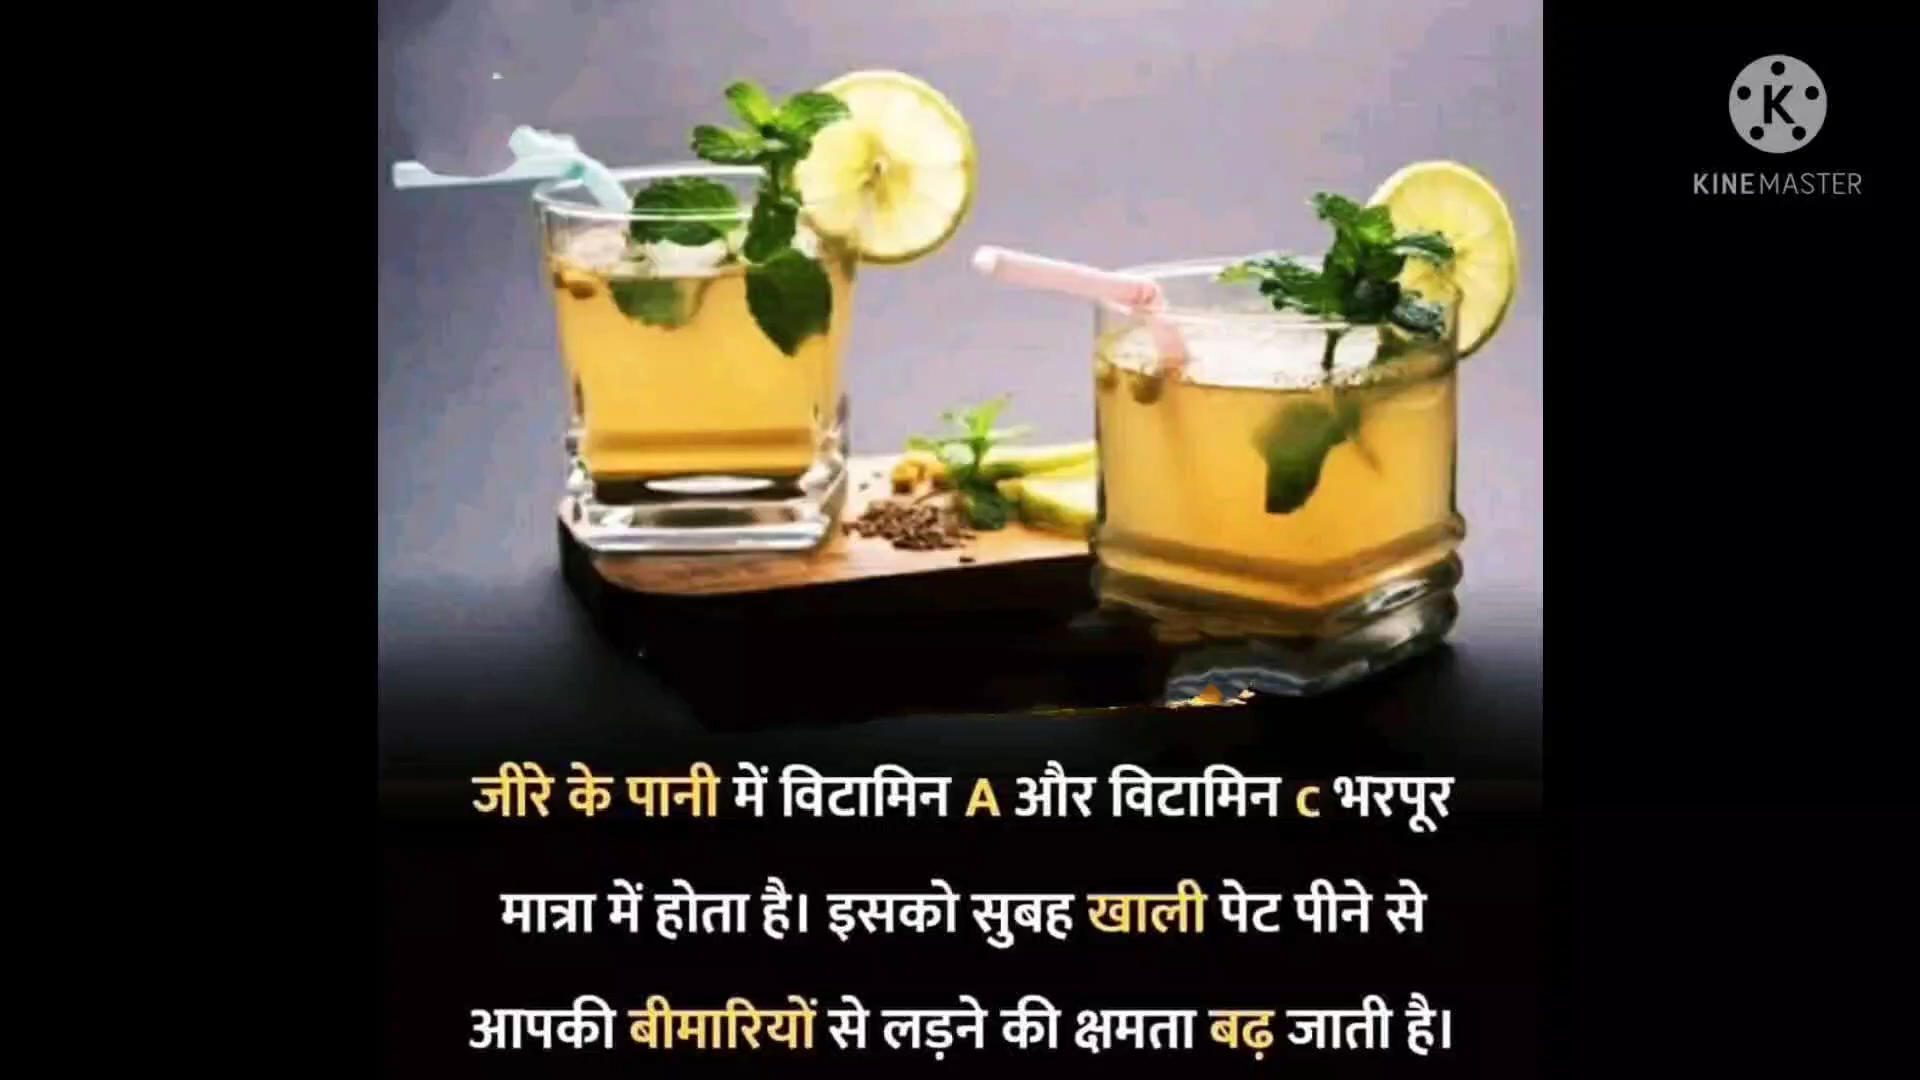 KINEMASTER
जीरे के पानी में विटामिन A और विटामिन c भरपूर
मात्रा में होता है। इसको सुबह खाली पेट पीने से
आपकी बीमारियों से लड़ने की क्षमता बढ़ जाती है।